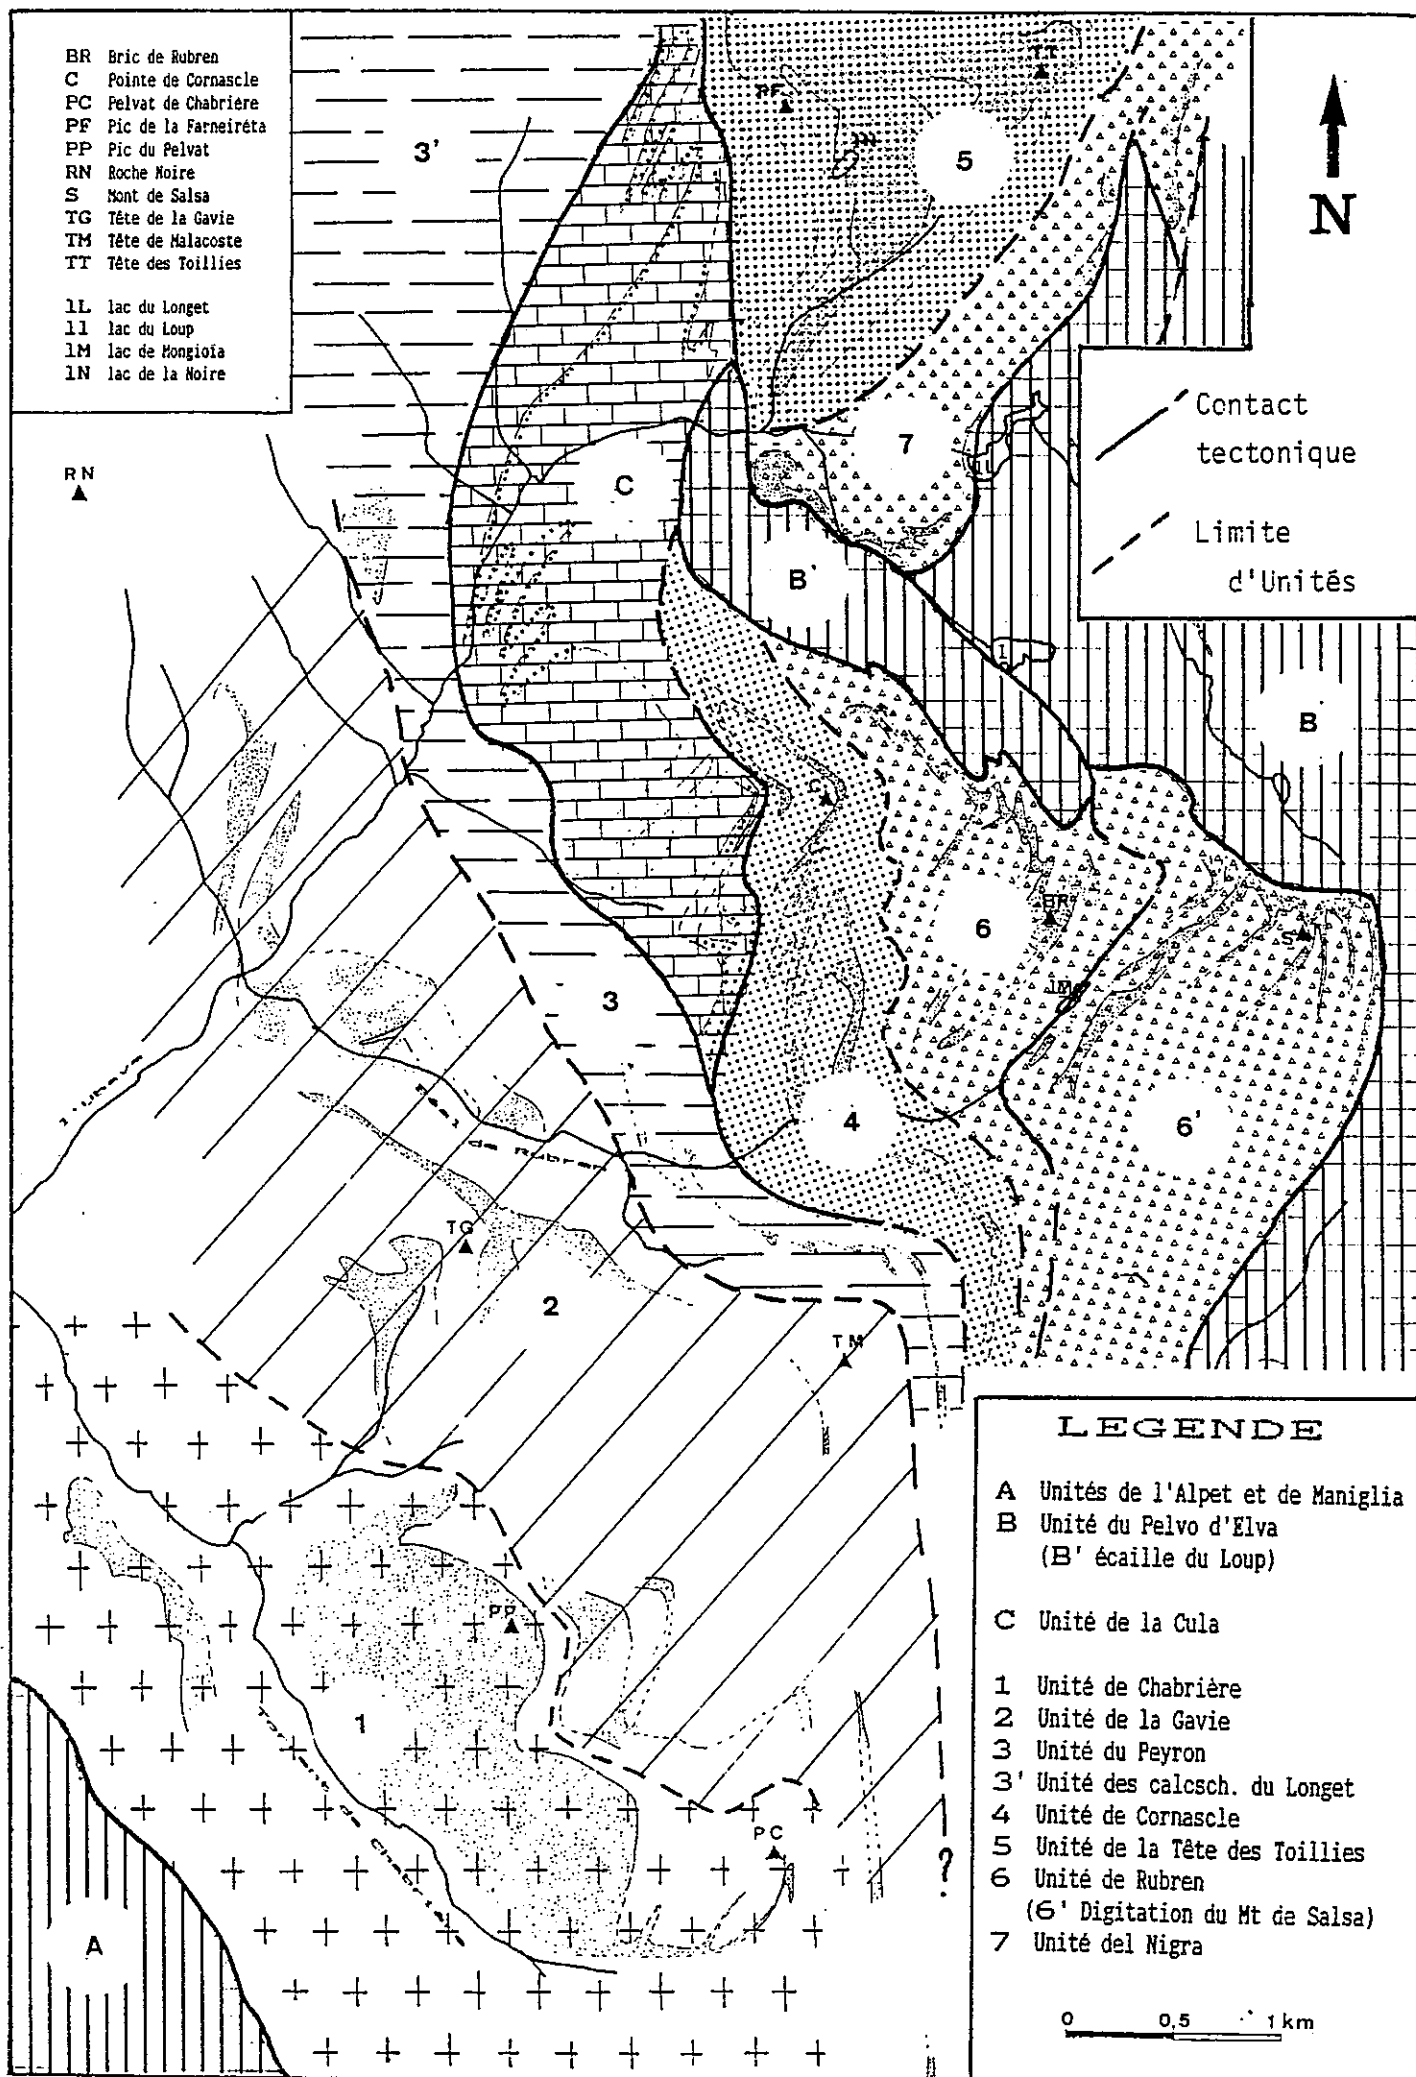 BR Bric de Rubren
C Pointe de Cornascle
PC Pelvat de Chabrière
PF Pic de la Farneiréta
PP Pic du Pelvat
RN Roche Noire
S Mont de Salsa
TG Tête de la Gavie
TM Tête de Malacoste
TT Tête des Toillies
lL lac du Longet
ll lac du Loup
lM lac de Mongioïa
lN lac de la Noire
N
Contact
tectonique
Limite
d'Unités
3'
PF
TT
5
RN
C
7
lL
B'
B
C
6
BR
S
lM
3
4
6'
de Rubren
TG
2
TM
PP
1
PC
?
A
LEGENDE
A Unités de l'Alpet et de Maniglia
B Unité du Pelvo d'Elva
(B' écaille du Loup)
C Unité de la Cula
1 Unité de Chabrière
2 Unité de la Gavie
3 Unité du Peyron
3' Unité des calcsch. du Longet
4 Unité de Cornascle
5 Unité de la Tête des Toillies
6 Unité de Rubren
(6' Digitation du Mt de Salsa)
7 Unité del Nigra
0 0,5 1 km